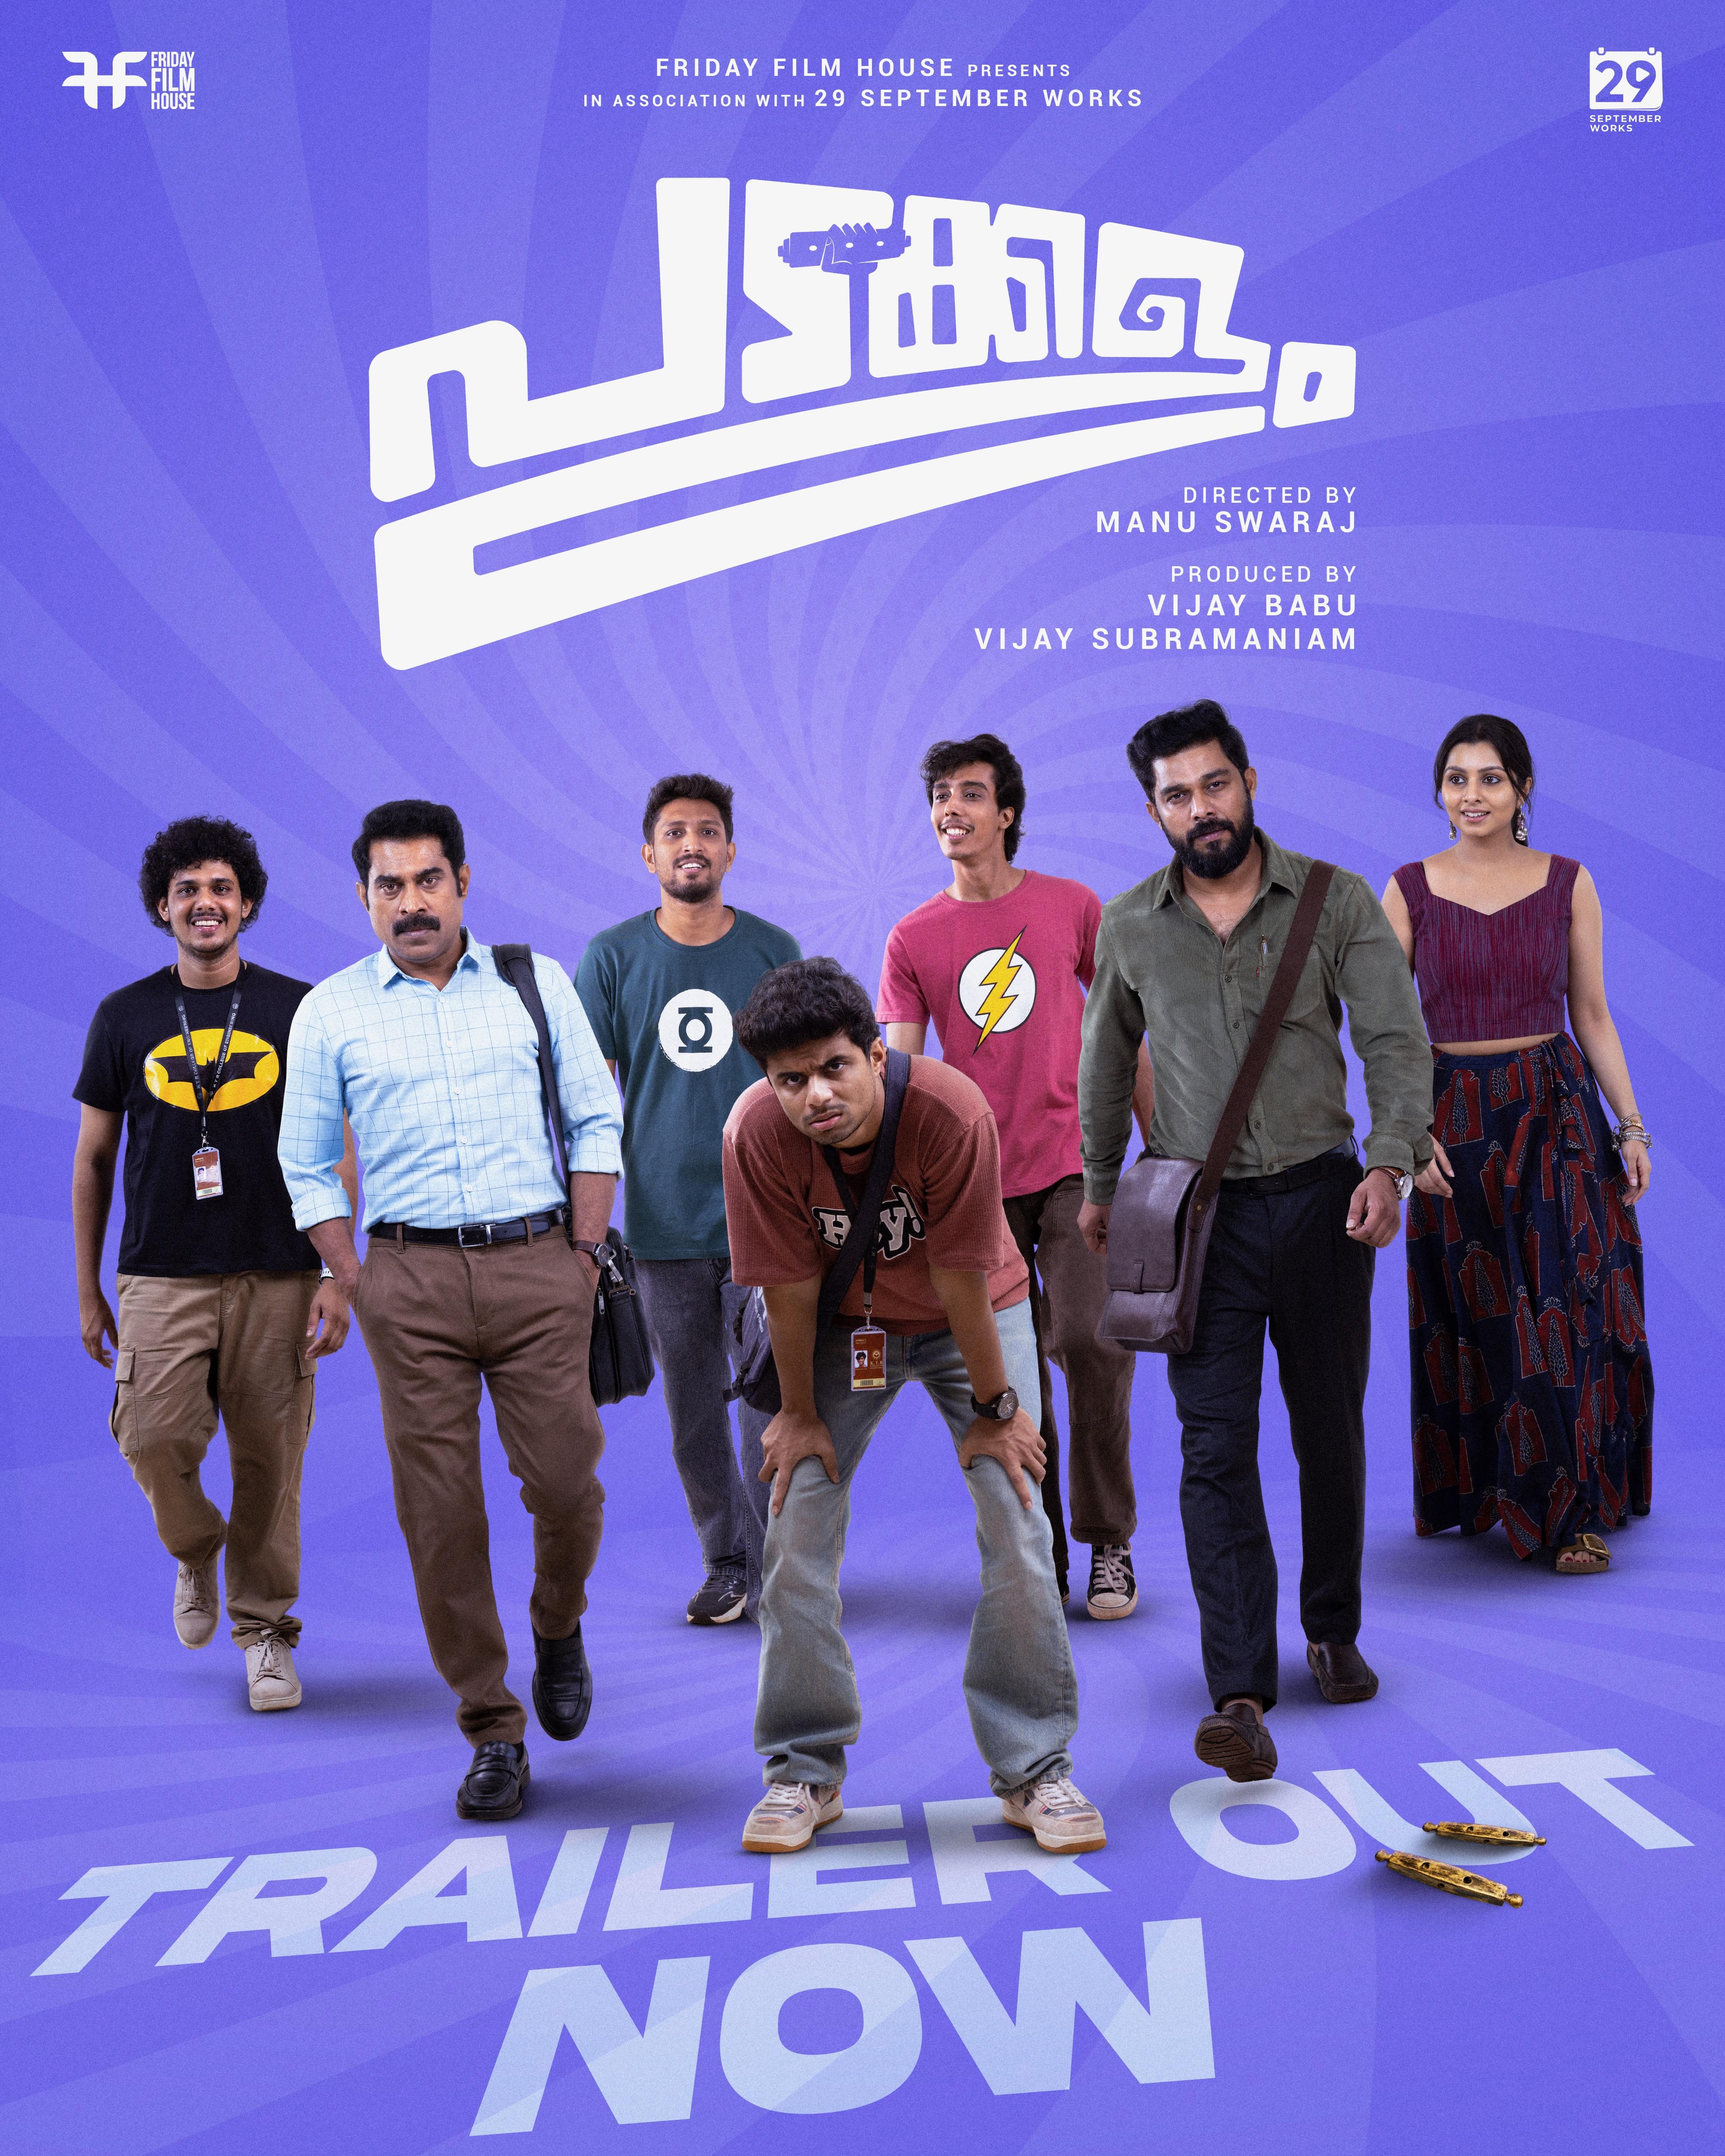 FRIDAY
FILM
HOUSE
FRIDAY FILM HOUSE PRESENTS
IN ASSOCIATION WITH 29 SEPTEMBER WORKS
29
SEPTEMBER
WORKS
പടക്കളം
DIRECTED BY
MANU SWARAJ
PRODUCED BY
VIJAY BABU
VIJAY SUBRAMANIAM
Hey!
TRAILER OUT
NOW